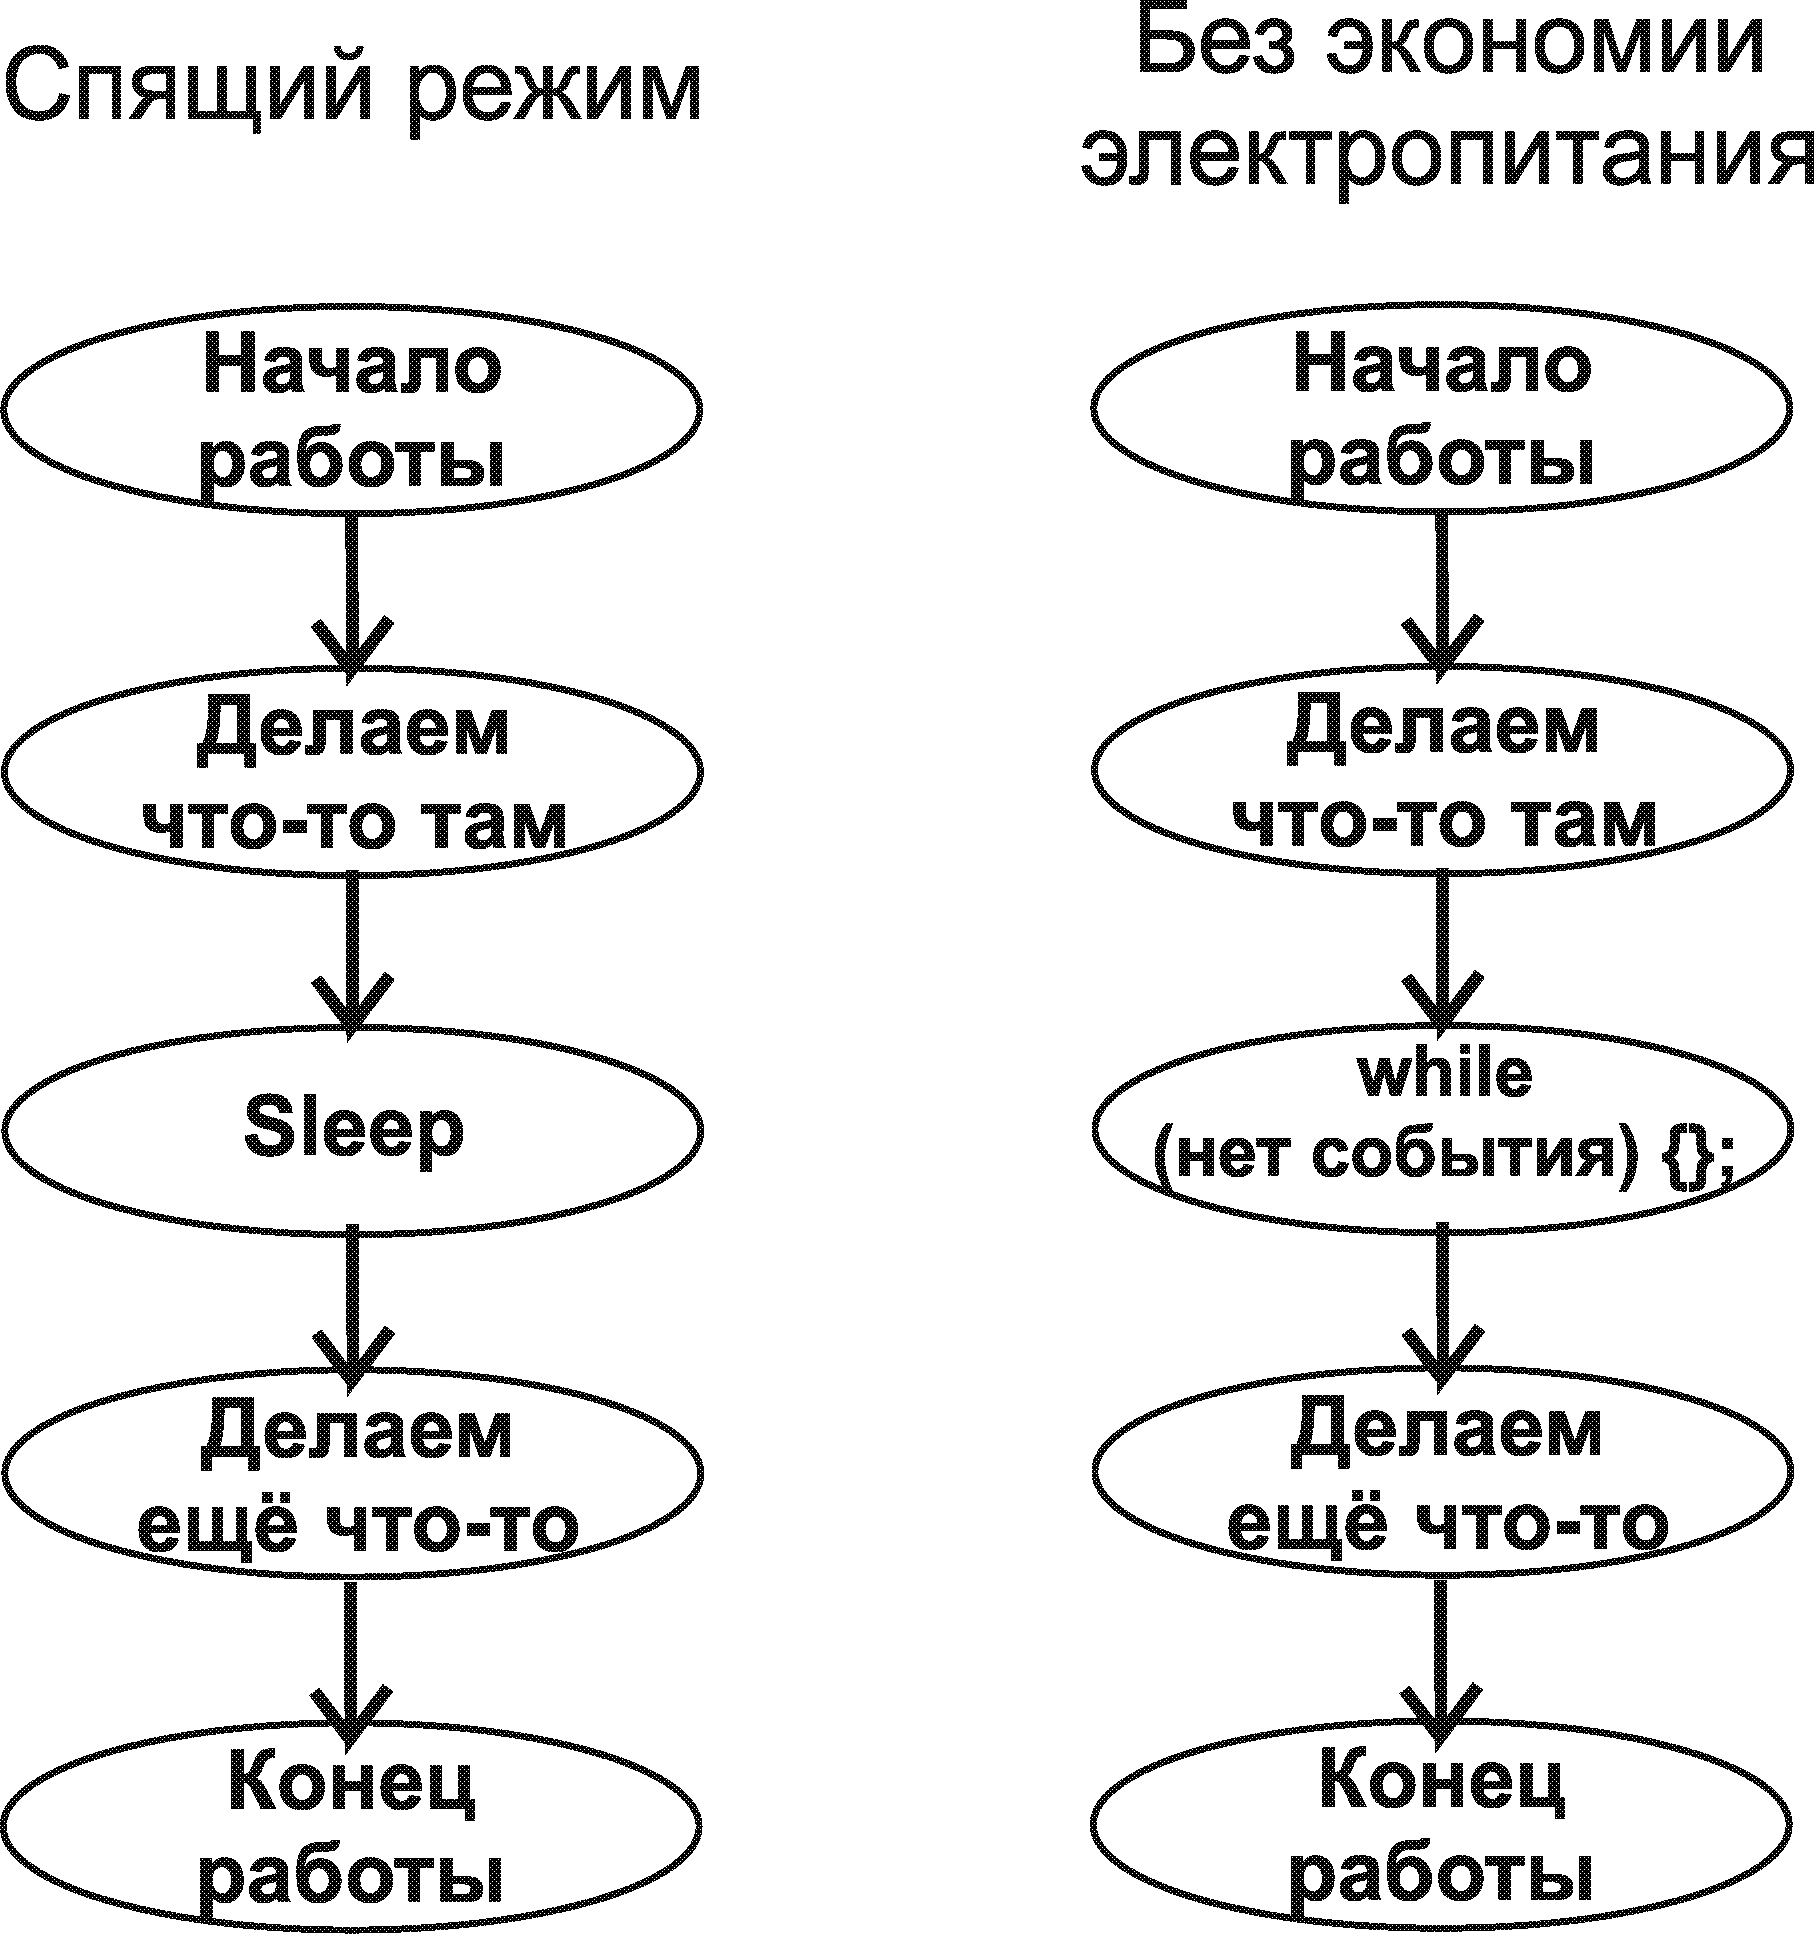 Спящий режим
Начало
работы
Делаем
что-то там
Sleep
Делаем
ещё что-то
Конец
работы
Без экономии
электропитания
Начало
работы
Делаем
что-то там
while
(нет события) {};
Делаем
ещё что-то
Конец
работы